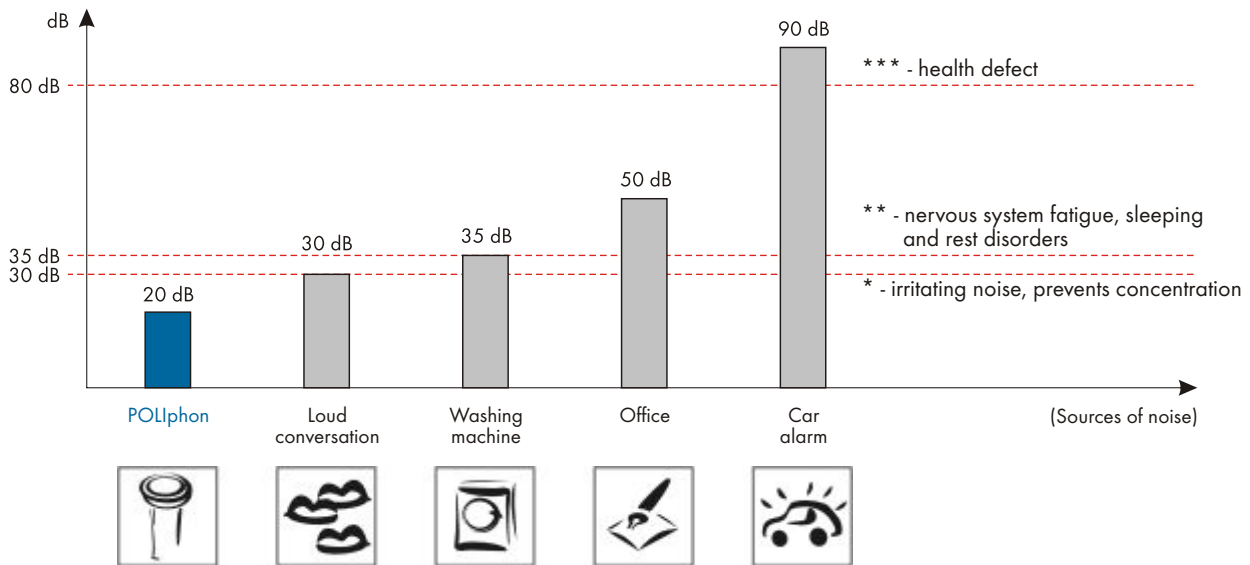 dB
90 dB
*** - health defect
80 dB
50 dB
** - nervous system fatigue, sleeping
and rest disorders
30 dB
35 dB
35 dB
30 dB
* - irritating noise, prevents concentration
20 dB
POLIphon
Loud
conversation
Washing
machine
Office
Car
alarm
(Sources of noise)